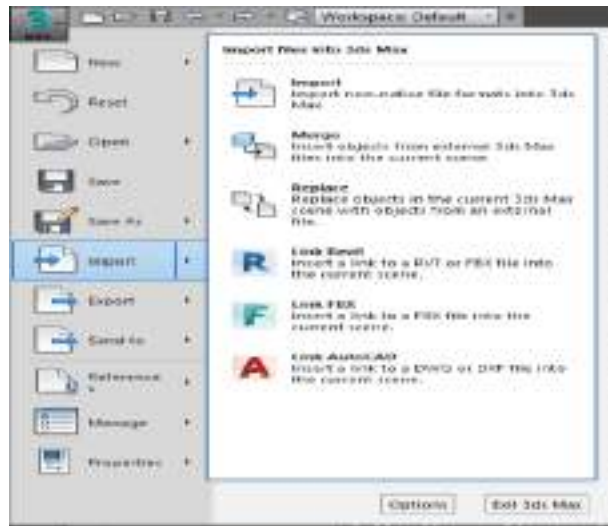 Workspace: Default
New
Reset
Open
Save
Save As
Import
Export
Send to
Reference
Manage
Properties
Import files into 3ds Max
Import
Import non-native file formats into 3ds
Max
Merge
Insert objects from external 3ds Max
files into the current scene.
Replace
Replace objects in the current 3ds Max
scene with objects from an external
file.
Link Revit
Insert a link to a RVT or FBX file into
the current scene.
Link FBX
Insert a link to a FBX file into the
current scene.
Link AutoCAD
Insert a link to a DWG or DXF file into
the current scene.
Options
Exit 3ds Max